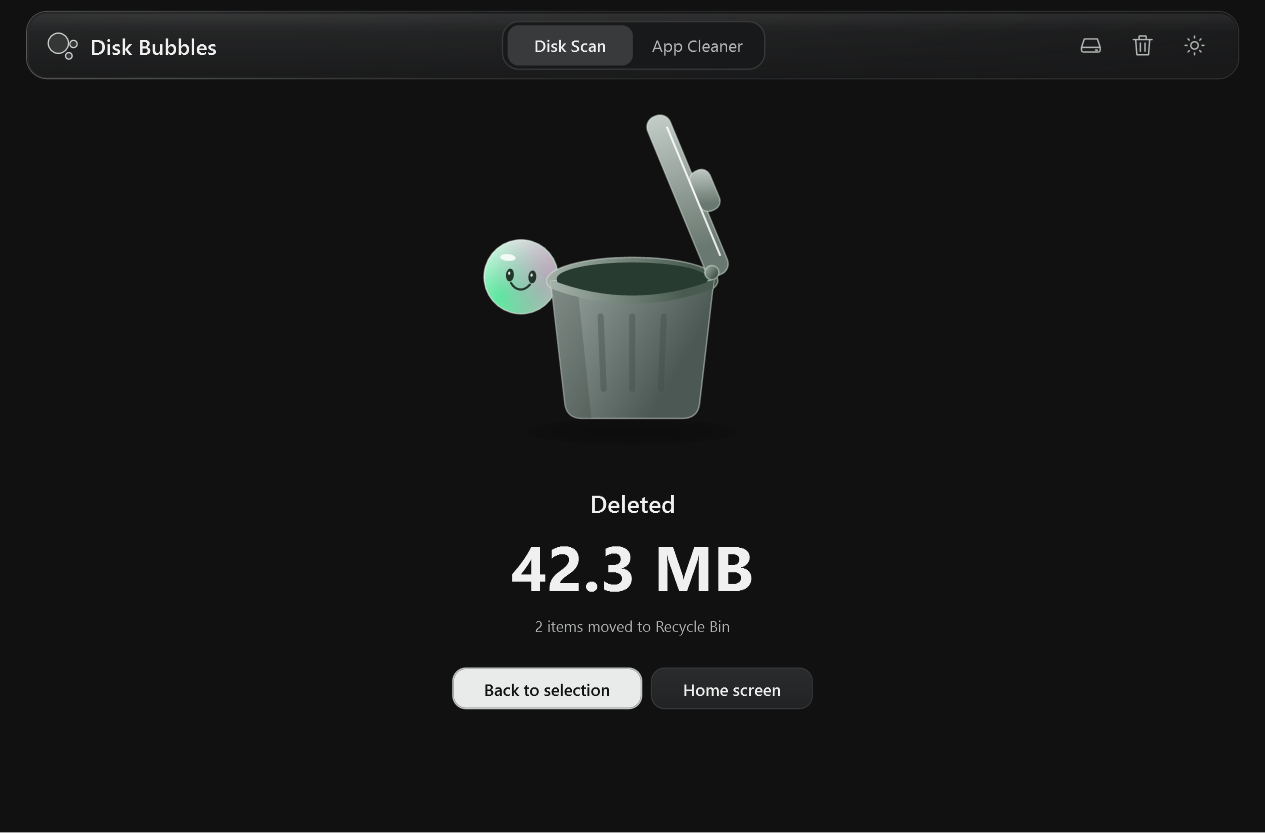 Disk Bubbles
Disk Scan
App Cleaner
Deleted
42.3 MB
2 items moved to Recycle Bin
Back to selection
Home screen